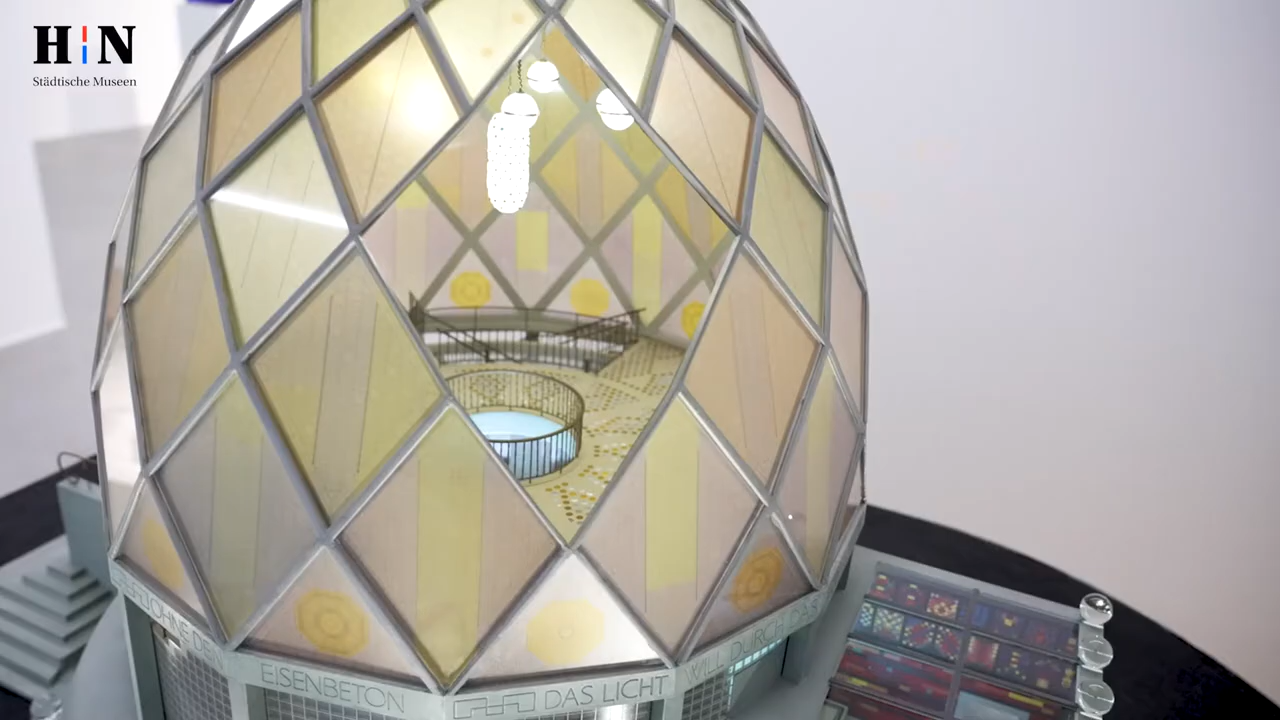 HN
Städtische Museen
OHNE DEN
EISENBETON
DAS LICHT
WILL DURCH DAS